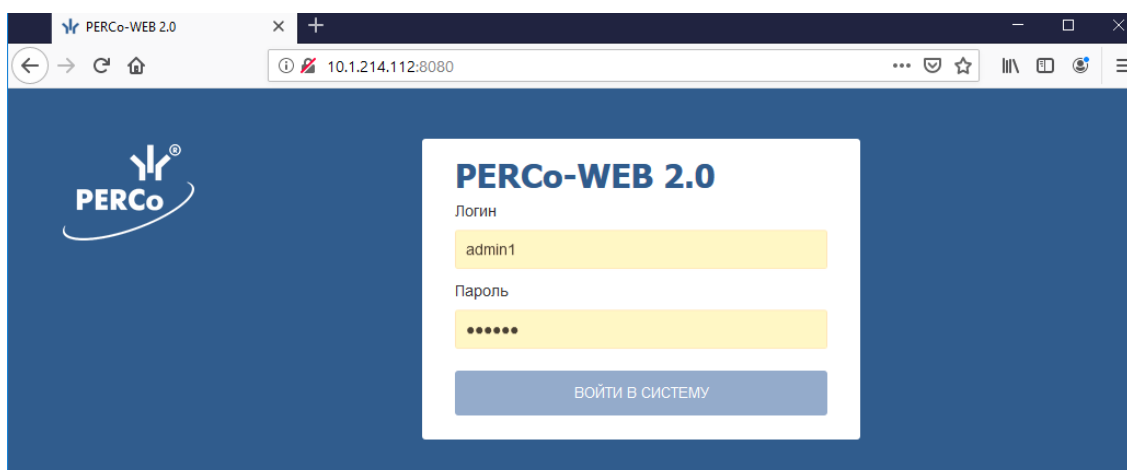 PERCo-WEB 2.0
10.1.214.112:8080
®
PERCo
PERCo-WEB 2.0
Логин
admin1
Пароль
••••••
ВОЙТИ В СИСТЕМУ